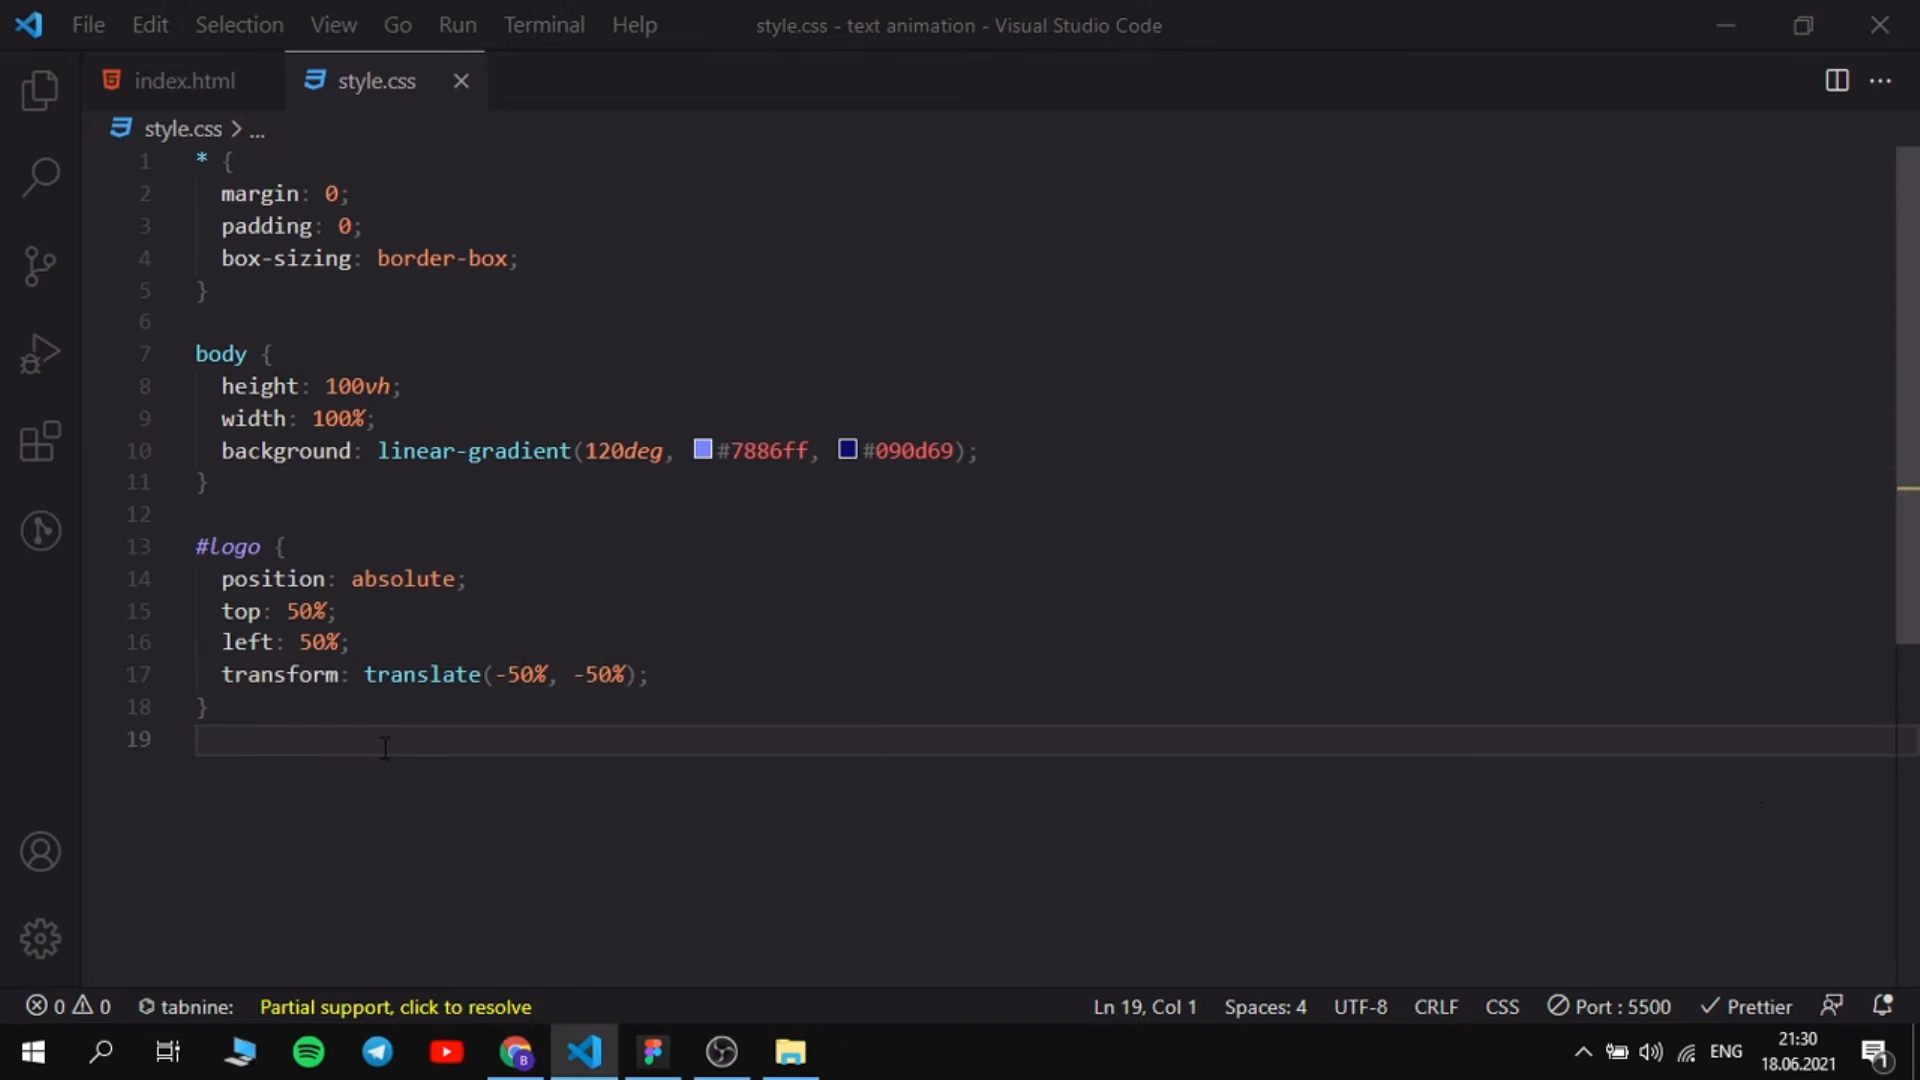 File Edit Selection View Go Run Terminal Help style.css - text animation - Visual Studio Code
index.html style.css
style.css > ...
1 * {
2 margin: 0;
3 padding: 0;
4 box-sizing: border-box;
5 }
6
7 body {
8 height: 100vh;
9 width: 100%;
10 background: linear-gradient(120deg, #7886ff, #090d69);
11 }
12
13 #logo {
14 position: absolute;
15 top: 50%;
16 left: 50%;
17 transform: translate(-50%, -50%);
18 }
19
0 0 tabnine: Partial support, click to resolve Ln 19, Col 1 Spaces: 4 UTF-8 CRLF CSS Port : 5500 Prettier
B ENG 21:30
18.06.2021 1